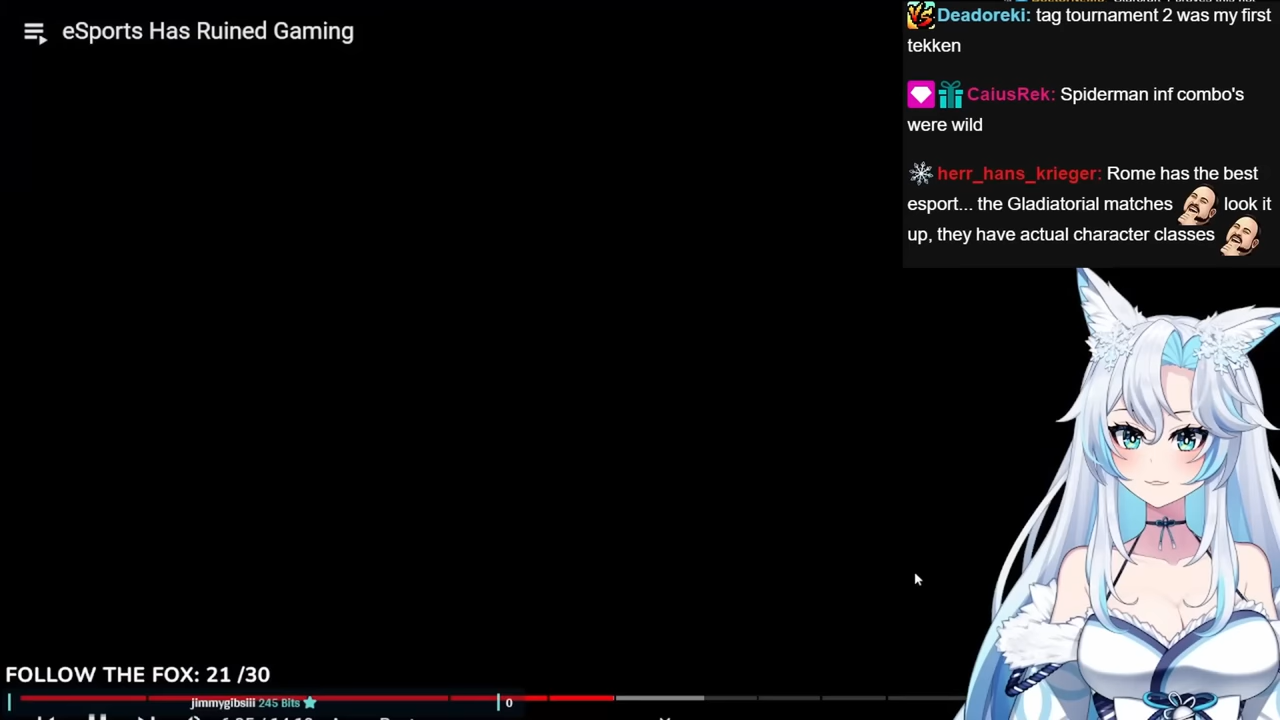 eSports Has Ruined Gaming
Deadoreki: tag tournament 2 was my first
tekken
CaiusRek: Spiderman inf combo's
were wild
herr_hans_krieger: Rome has the best
esport... the Gladiatorial matches look it
up, they have actual character classes
FOLLOW THE FOX: 21 /30
jimmygibsiii 245 Bits
0